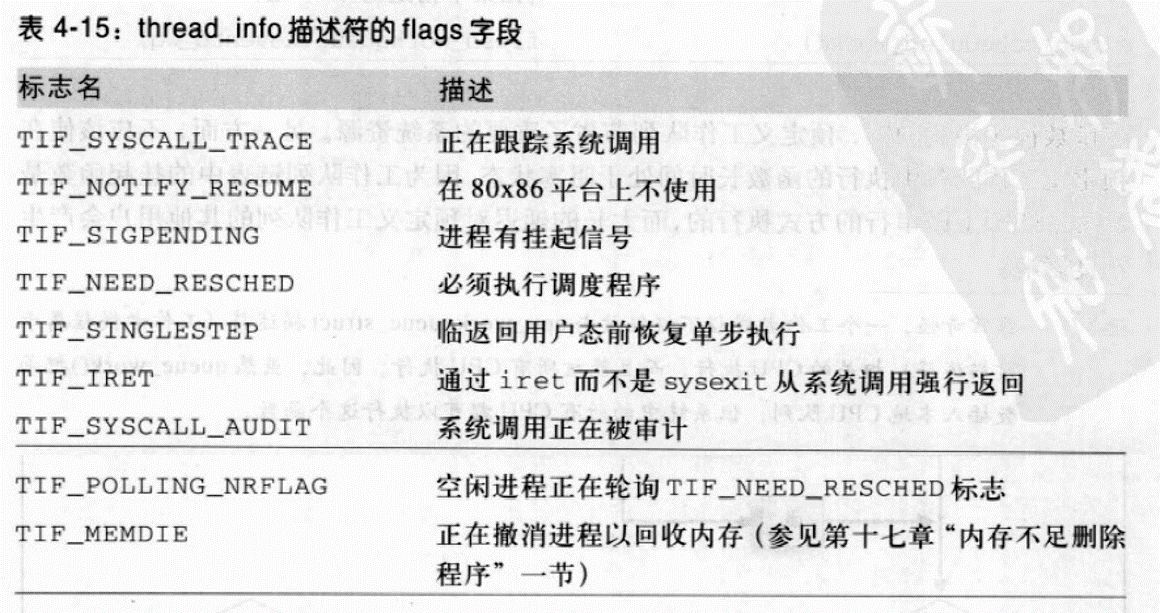 表 4-15：thread_info 描述符的 flags 字段
标志名 描述
TIF_SYSCALL_TRACE 正在跟踪系统调用
TIF_NOTIFY_RESUME 在 80x86 平台上不使用
TIF_SIGPENDING 进程有挂起信号
TIF_NEED_RESCHED 必须执行调度程序
TIF_SINGLESTEP 临返回用户态前恢复单步执行
TIF_IRET 通过 iret 而不是 sysexit 从系统调用强行返回
TIF_SYSCALL_AUDIT 系统调用正在被审计
TIF_POLLING_NRFLAG 空闲进程正在轮询 TIF_NEED_RESCHED 标志
TIF_MEMDIE 正在撤消进程以回收内存（参见第十七章“内存不足删除
程序”一节）